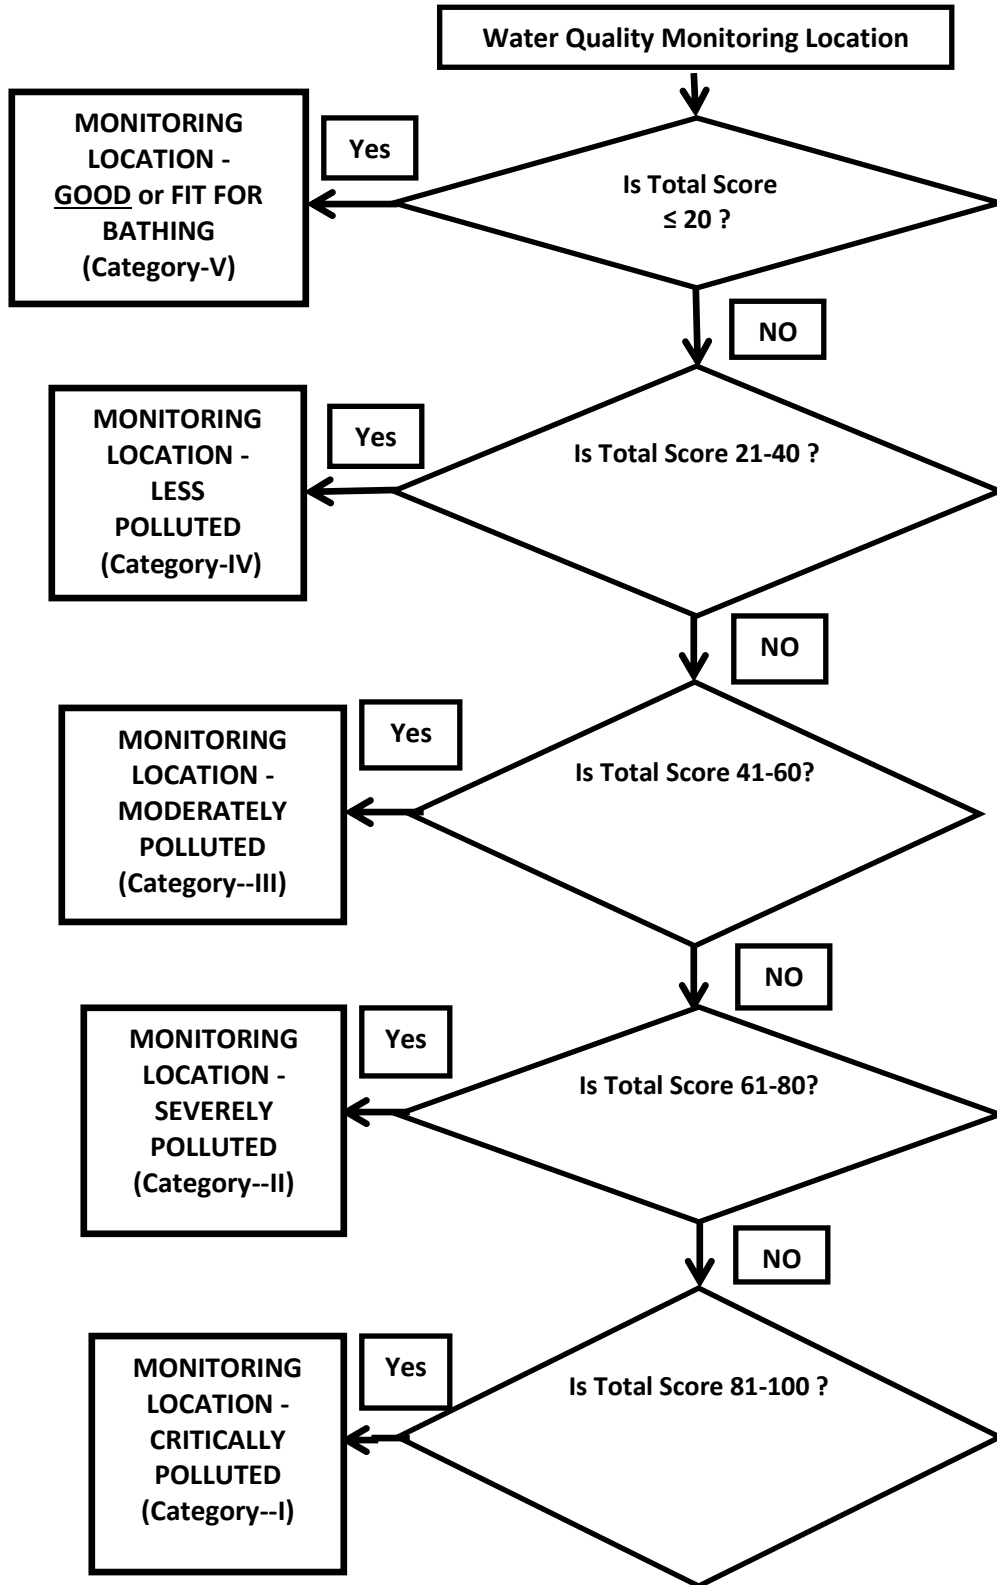 Water Quality Monitoring Location
Is Total Score
≤ 20 ?
Yes
MONITORING
LOCATION -
GOOD or FIT FOR
BATHING
(Category-V)
NO
Is Total Score 21-40 ?
Yes
MONITORING
LOCATION -
LESS
POLLUTED
(Category-IV)
NO
Is Total Score 41-60?
Yes
MONITORING
LOCATION -
MODERATELY
POLLUTED
(Category--III)
NO
Is Total Score 61-80?
Yes
MONITORING
LOCATION -
SEVERELY
POLLUTED
(Category--II)
NO
Is Total Score 81-100 ?
Yes
MONITORING
LOCATION -
CRITICALLY
POLLUTED
(Category--I)